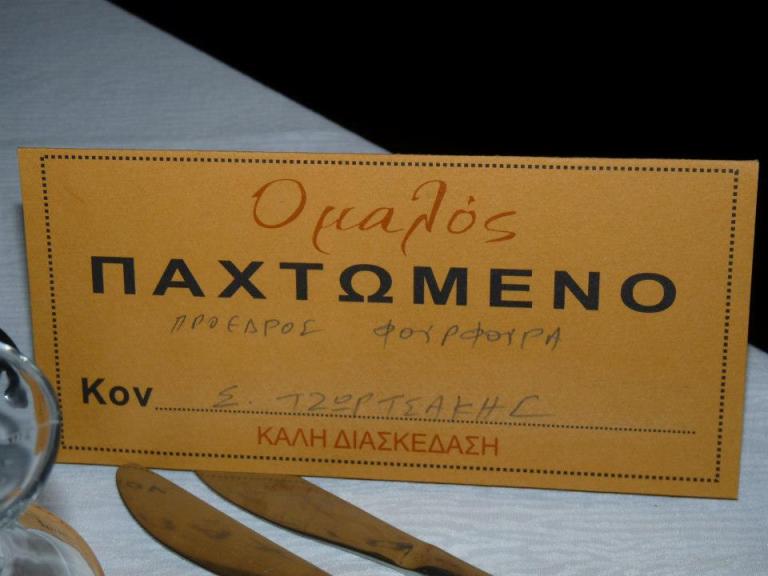 Ομαλός
ΠΑΧΤΩΜΕΝΟ
ΠΡΟΕΔΡΟΣ ΦΟΥΡΦΟΥΡΑ
Κον Σ. ΤΖΩΡΤΣΑΚΗΣ
ΚΑΛΗ ΔΙΑΣΚΕΔΑΣΗ